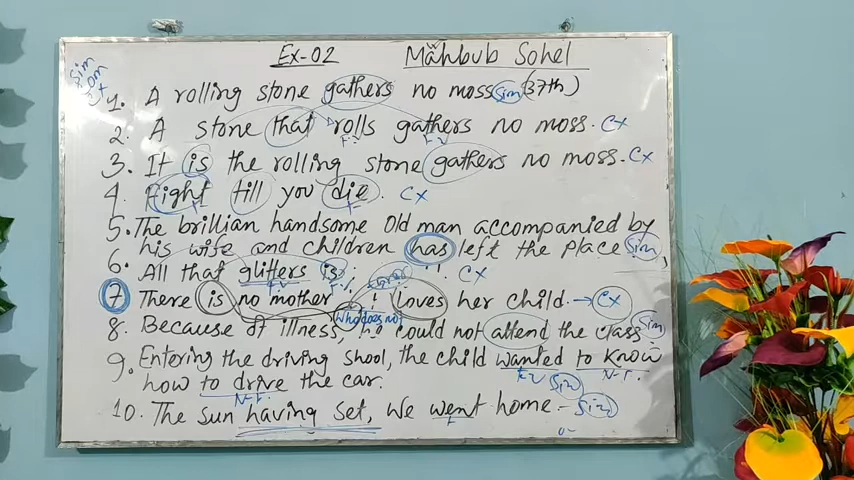 Ex-02 Mahbub Sohel
Sim
Com
Cx
1. A rolling stone gathers no moss Sim (37th)
2. A stone that rolls gathers no moss. Cx
3. It is the rolling stone gathers no moss. Cx
4. Fight till you die. Cx
5. The brillian handsome Old man accompanied by
his wife and children has left the place Sim
6. All that glitters is Cx
7 There is no mother loves her child. → Cx
who does not
8. Because of illness, he could not attend the class Sim
9. Entering the driving shool, the child wanted to know
how to drive the car. Sim
10. The Sun having set, We went home - Sim